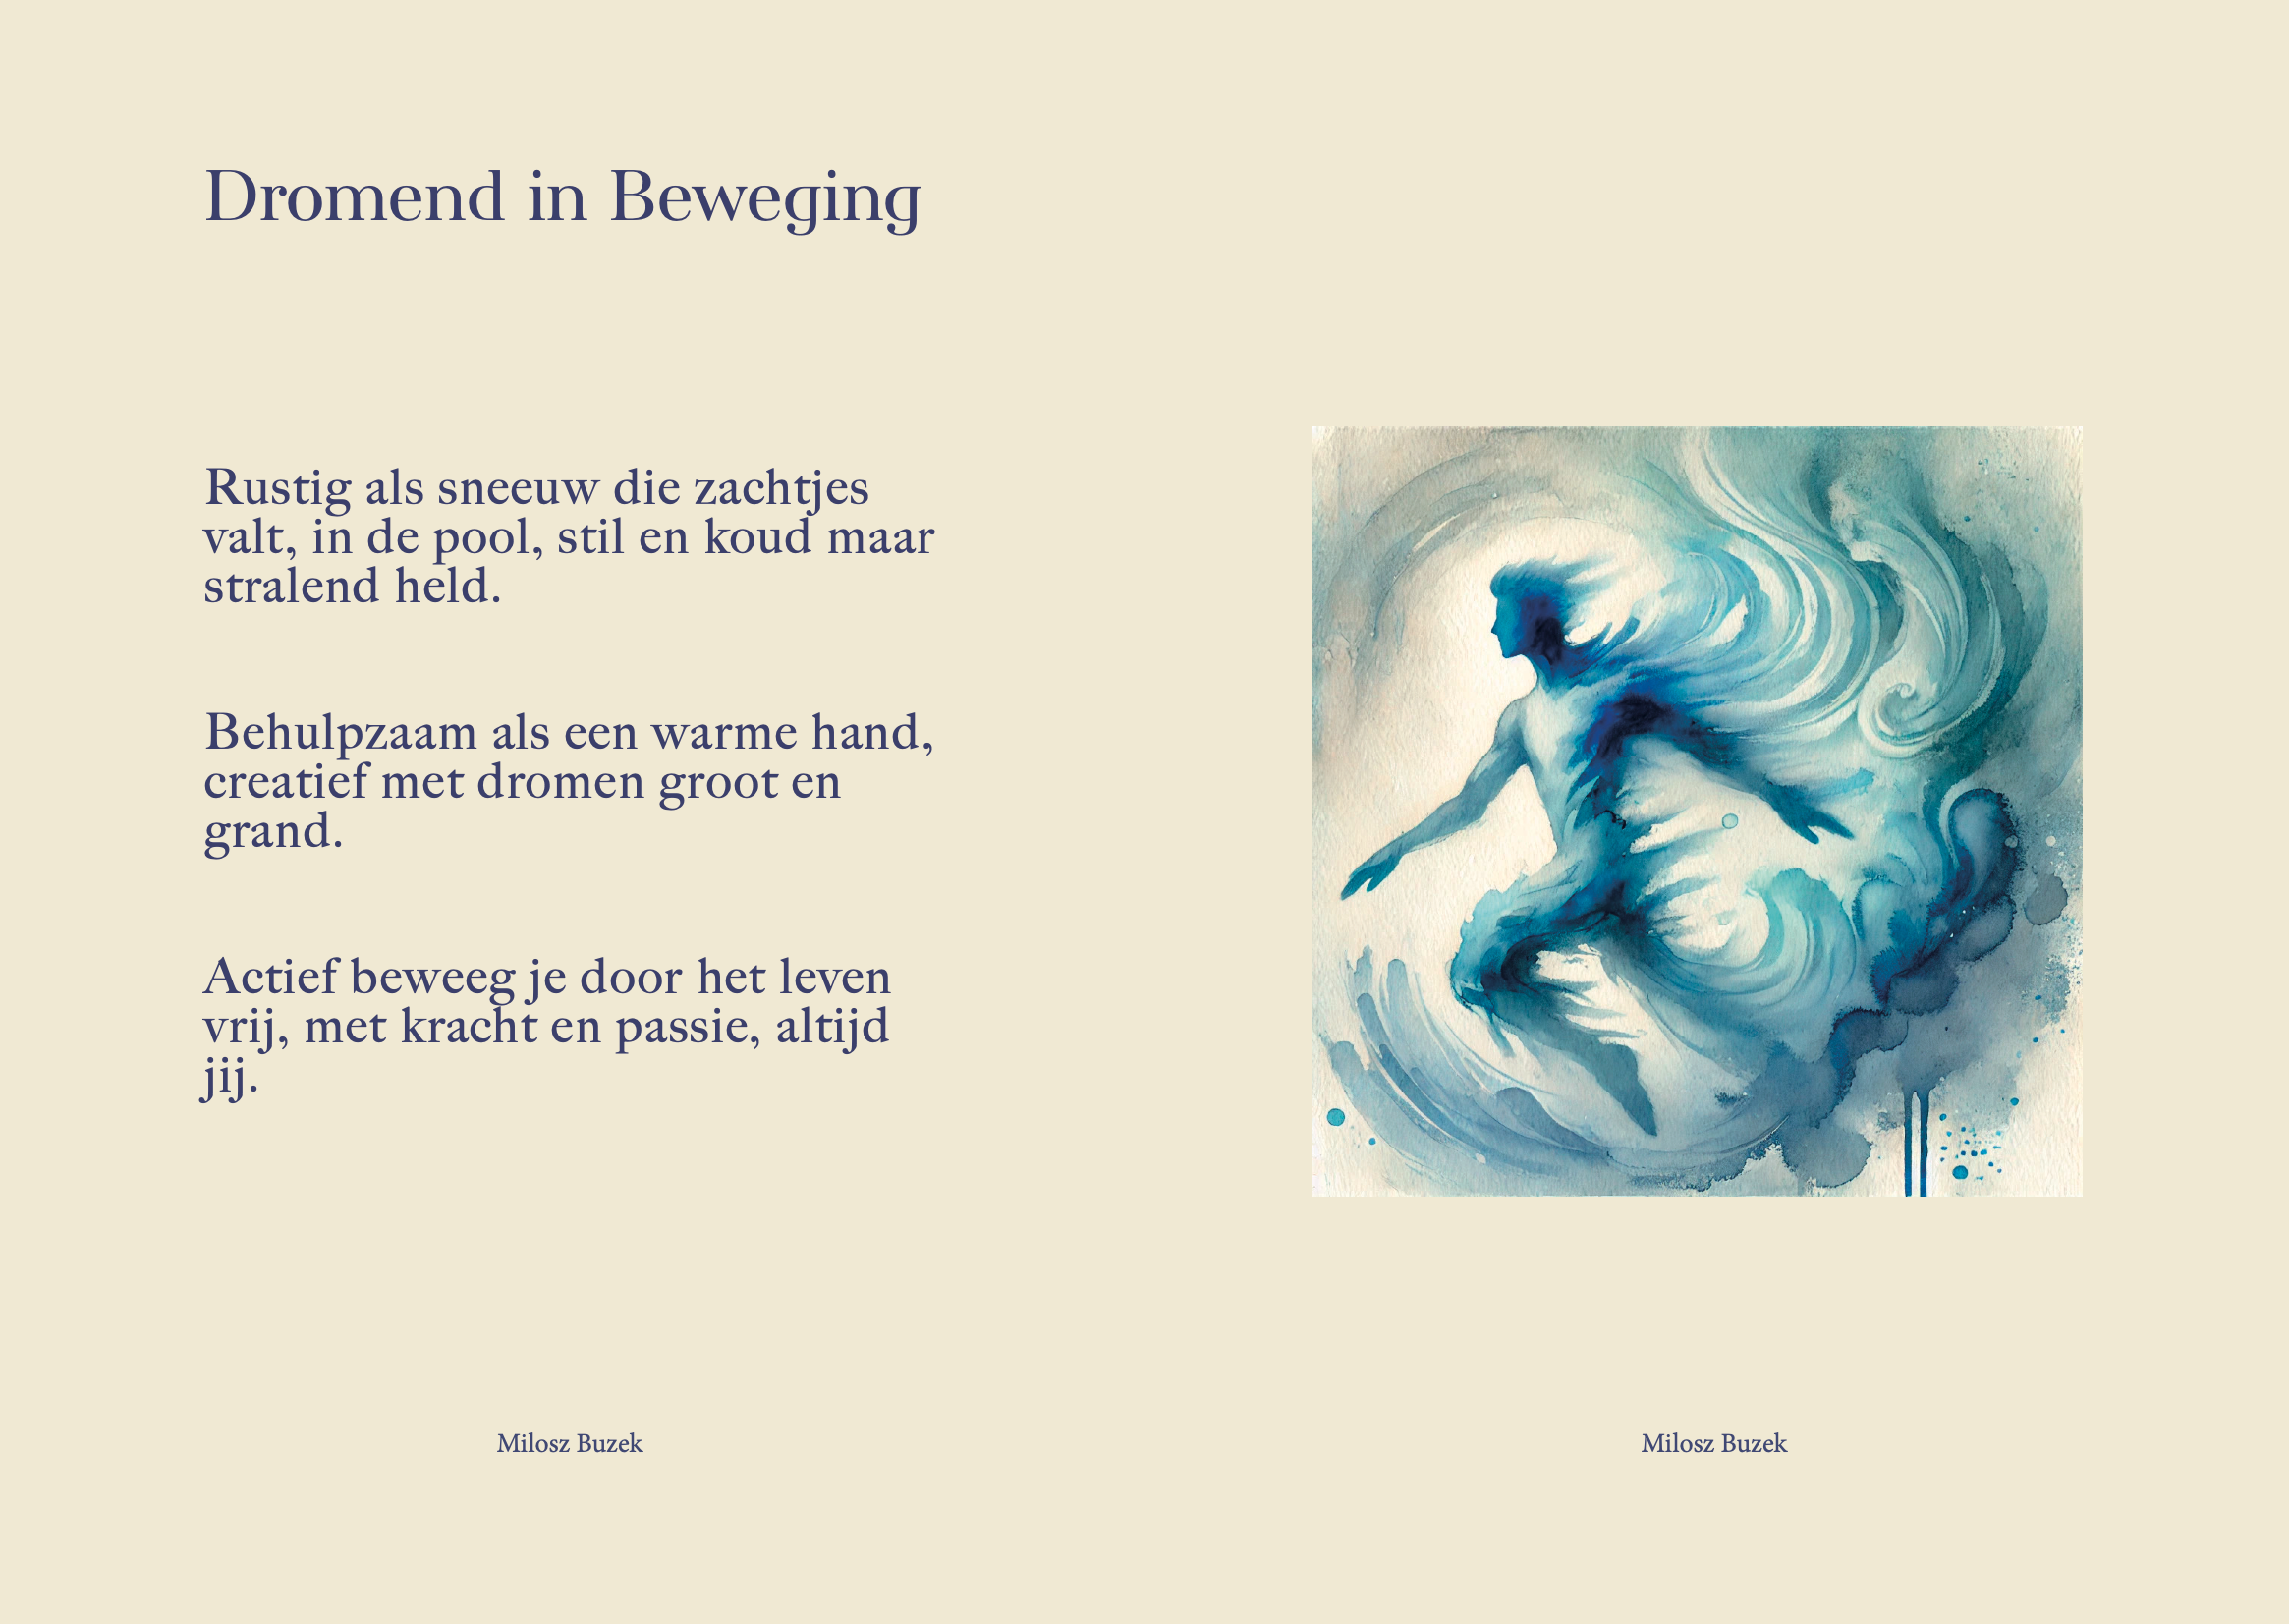 Dromend in Beweging
Rustig als sneeuw die zachtjes
valt, in de pool, stil en koud maar
stralend held.
Behulpzaam als een warme hand,
creatief met dromen groot en
grand.
Actief beweeg je door het leven
vrij, met kracht en passie, altijd
jij.
Milosz Buzek
Milosz Buzek